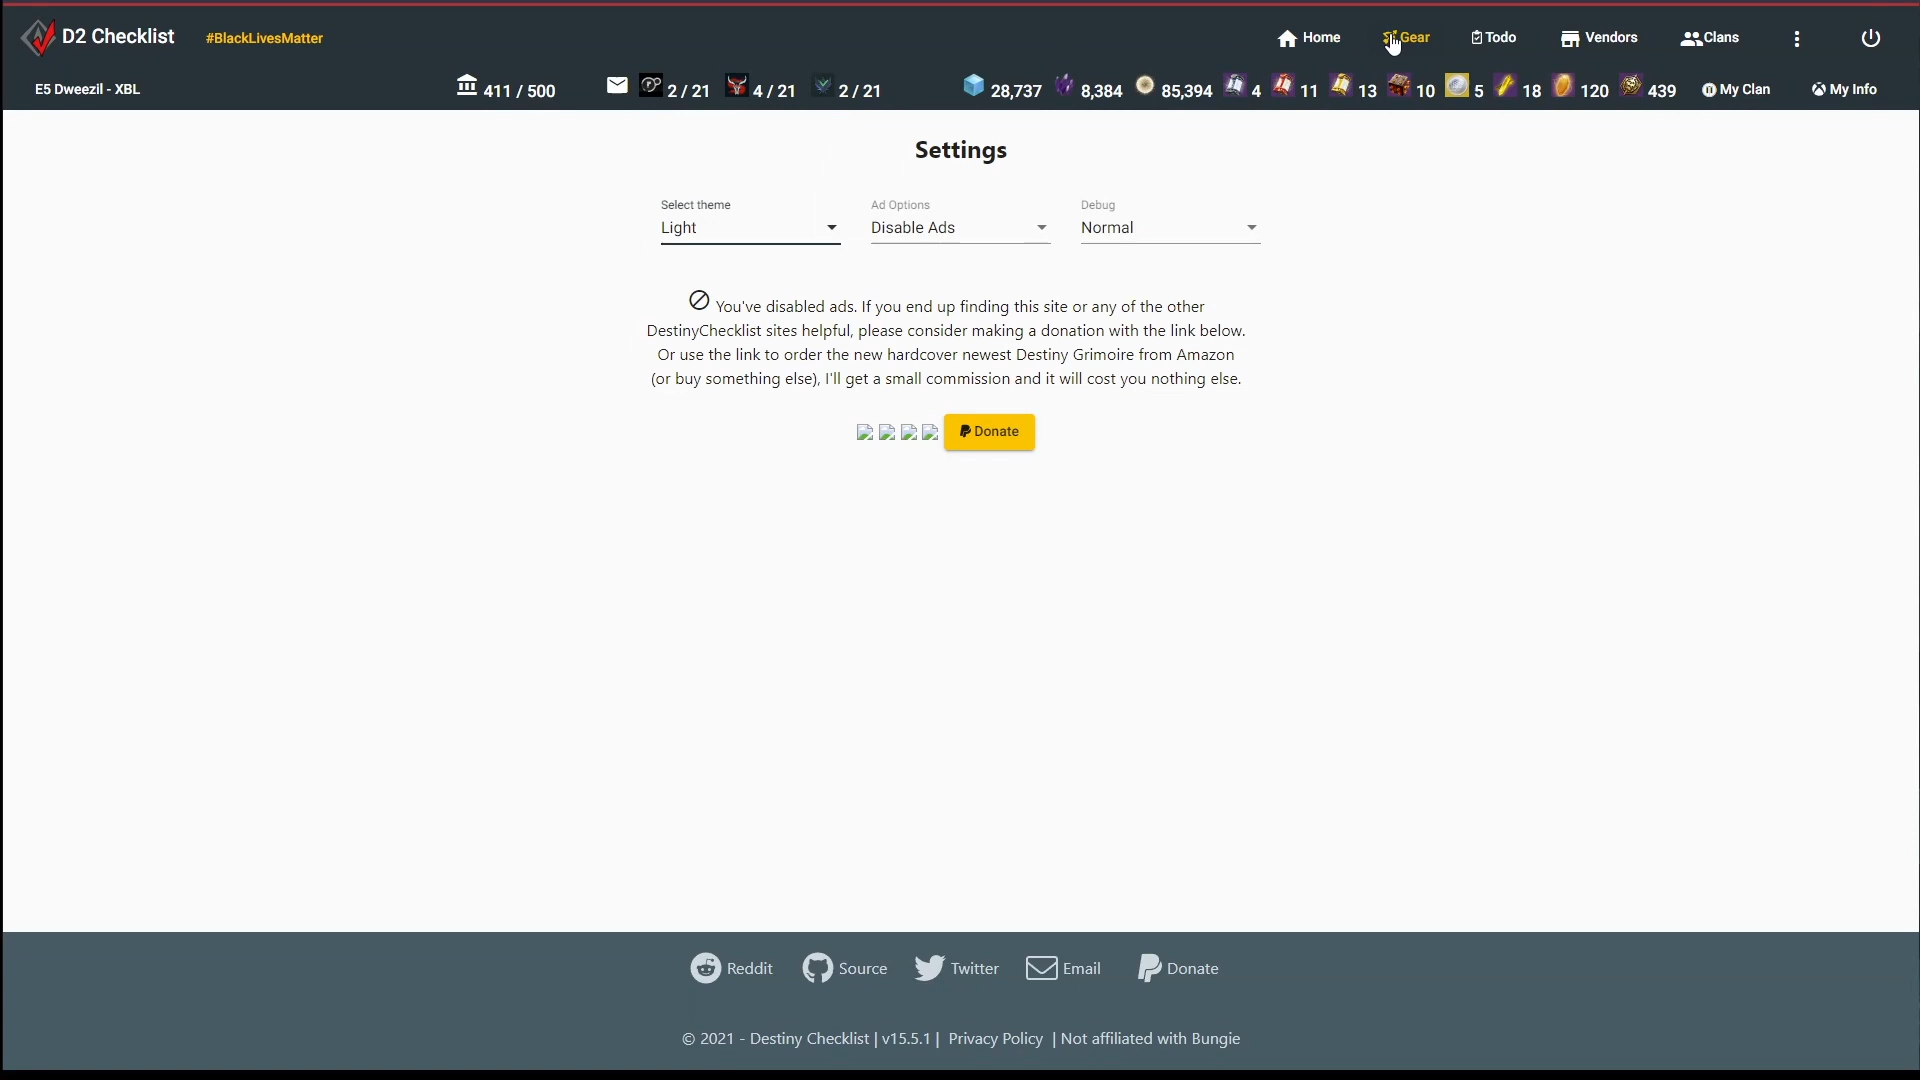 D2 Checklist #BlackLivesMatter Home Gear Todo Vendors Clans
E5 Dweezil - XBL 411 / 500 2 / 21 4 / 21 2 / 21 28,737 8,384 85,394 4 11 13 10 5 18 120 439 My Clan My Info
Settings
Select theme Ad Options Debug
Light Disable Ads Normal
You've disabled ads. If you end up finding this site or any of the other
DestinyChecklist sites helpful, please consider making a donation with the link below.
Or use the link to order the new hardcover newest Destiny Grimoire from Amazon
(or buy something else), I'll get a small commission and it will cost you nothing else.
Donate
Reddit Source Twitter Email Donate
© 2021 - Destiny Checklist | v15.5.1 | Privacy Policy | Not affiliated with Bungie